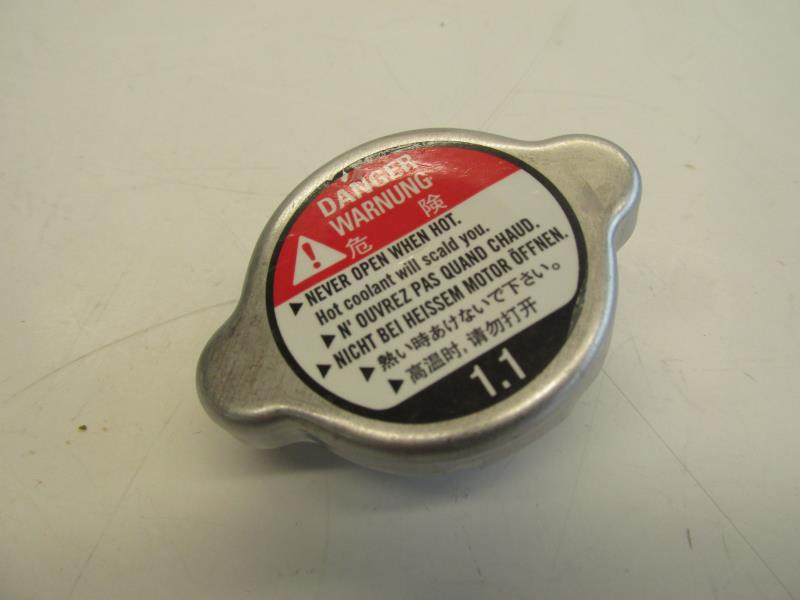 DANGER
WARNUNG
危 険
▶ NEVER OPEN WHEN HOT.
Hot coolant will scald you.
▶ N' OUVREZ PAS QUAND CHAUD.
▶ NICHT BEI HEISSEM MOTOR ÖFFNEN.
▶ 熱い時あけないで下さい。
▶ 高温时,请勿打开
1.1